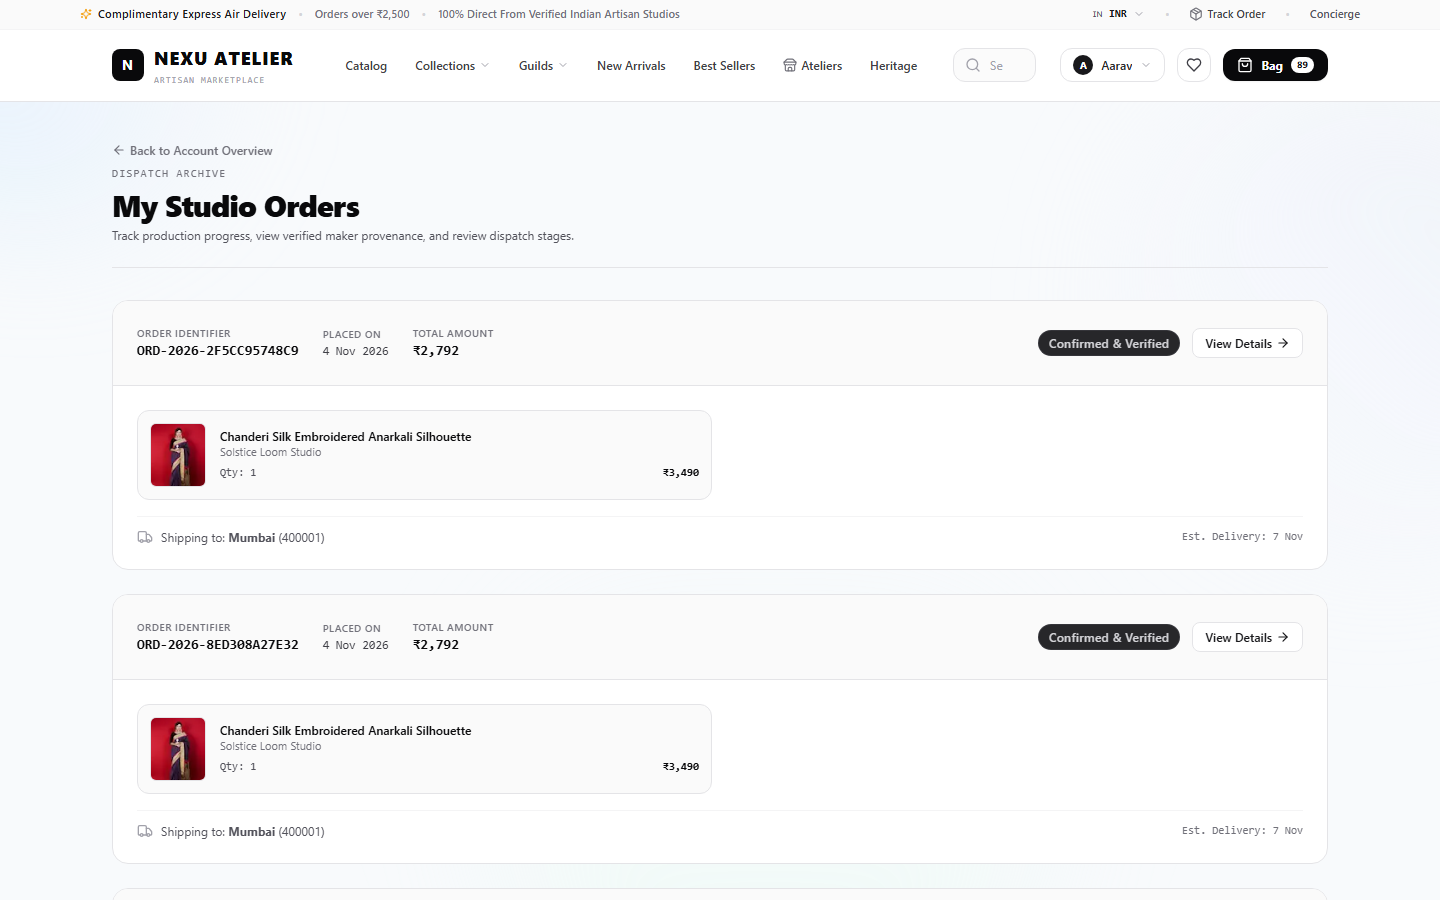 Complimentary Express Air Delivery • Orders over ₹2,500 • 100% Direct From Verified Indian Artisan Studios
IN INR • Track Order • Concierge
N NEXU ATELIER
ARTISAN MARKETPLACE
Catalog Collections Guilds New Arrivals Best Sellers Ateliers Heritage Se A Aarav Bag 89
← Back to Account Overview
DISPATCH ARCHIVE
My Studio Orders
Track production progress, view verified maker provenance, and review dispatch stages.
ORDER IDENTIFIER PLACED ON TOTAL AMOUNT
ORD-2026-2F5CC95748C9 4 Nov 2026 ₹2,792
Confirmed & Verified View Details →
Chanderi Silk Embroidered Anarkali Silhouette
Solstice Loom Studio
Qty: 1 ₹3,490
Shipping to: Mumbai (400001) Est. Delivery: 7 Nov
ORDER IDENTIFIER PLACED ON TOTAL AMOUNT
ORD-2026-8ED308A27E32 4 Nov 2026 ₹2,792
Confirmed & Verified View Details →
Chanderi Silk Embroidered Anarkali Silhouette
Solstice Loom Studio
Qty: 1 ₹3,490
Shipping to: Mumbai (400001) Est. Delivery: 7 Nov